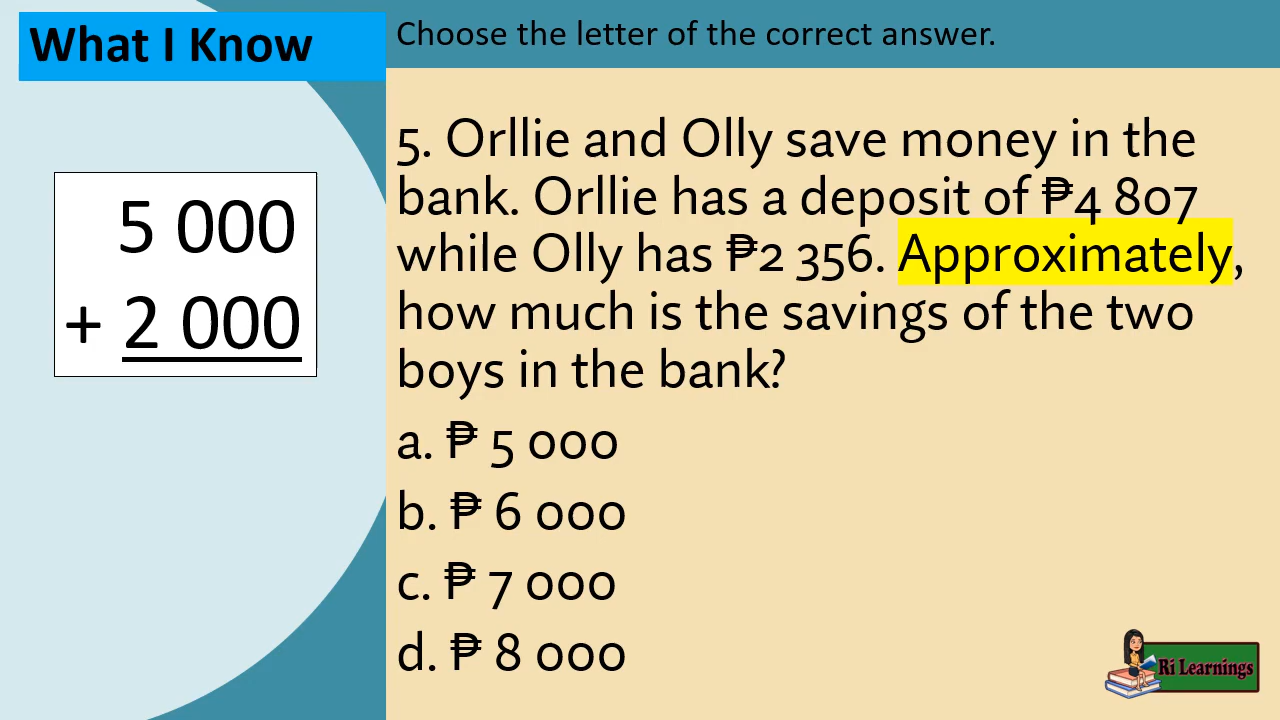 What I Know
Choose the letter of the correct answer.
5 000
+ 2 000
5. Orllie and Olly save money in the
bank. Orllie has a deposit of ₱4 807
while Olly has ₱2 356. Approximately,
how much is the savings of the two
boys in the bank?
a. ₱ 5 000
b. ₱ 6 000
c. ₱ 7 000
d. ₱ 8 000
Ri Learnings